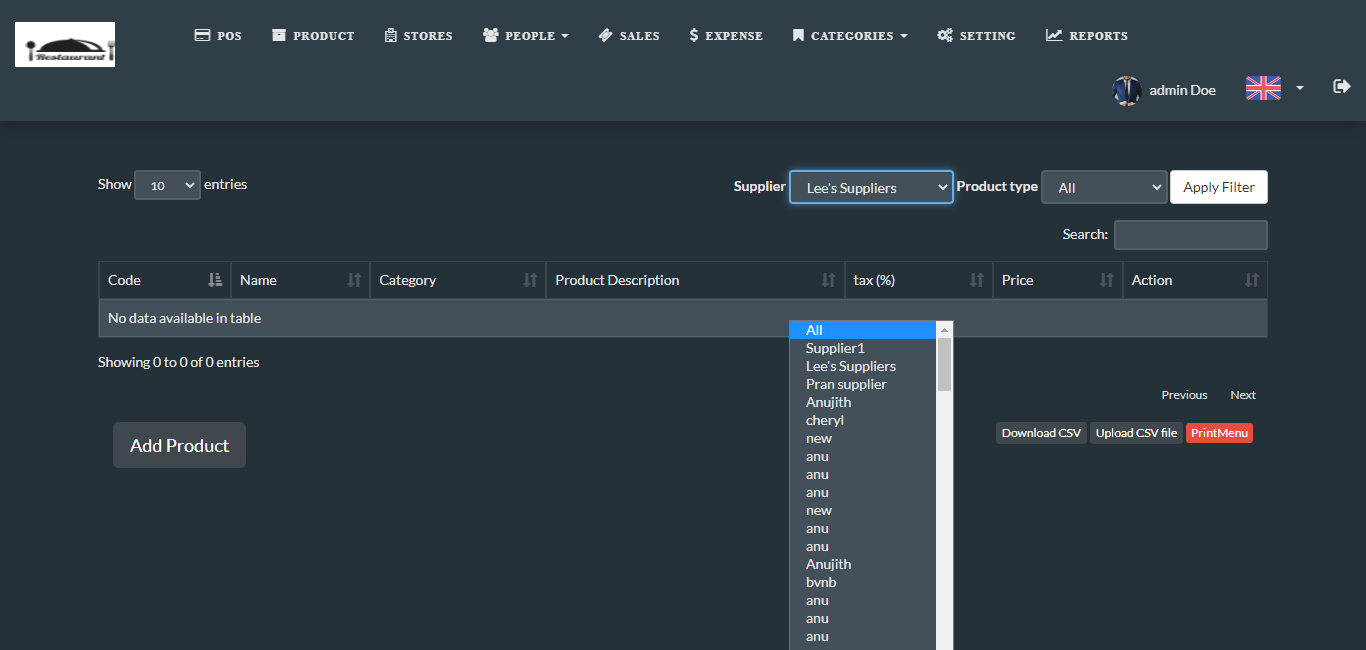 Restaurant
POS PRODUCT STORES PEOPLE SALES EXPENSE CATEGORIES SETTING REPORTS
admin Doe
Show 10 entries Supplier Lee's Suppliers Product type All Apply Filter
Search:
Code Name Category Product Description tax (%) Price Action
No data available in table
Showing 0 to 0 of 0 entries
Previous Next
Add Product Download CSV Upload CSV file PrintMenu
All
Supplier1
Lee's Suppliers
Pran supplier
Anujith
cheryl
new
anu
anu
anu
new
anu
anu
Anujith
bvnb
anu
anu
anu